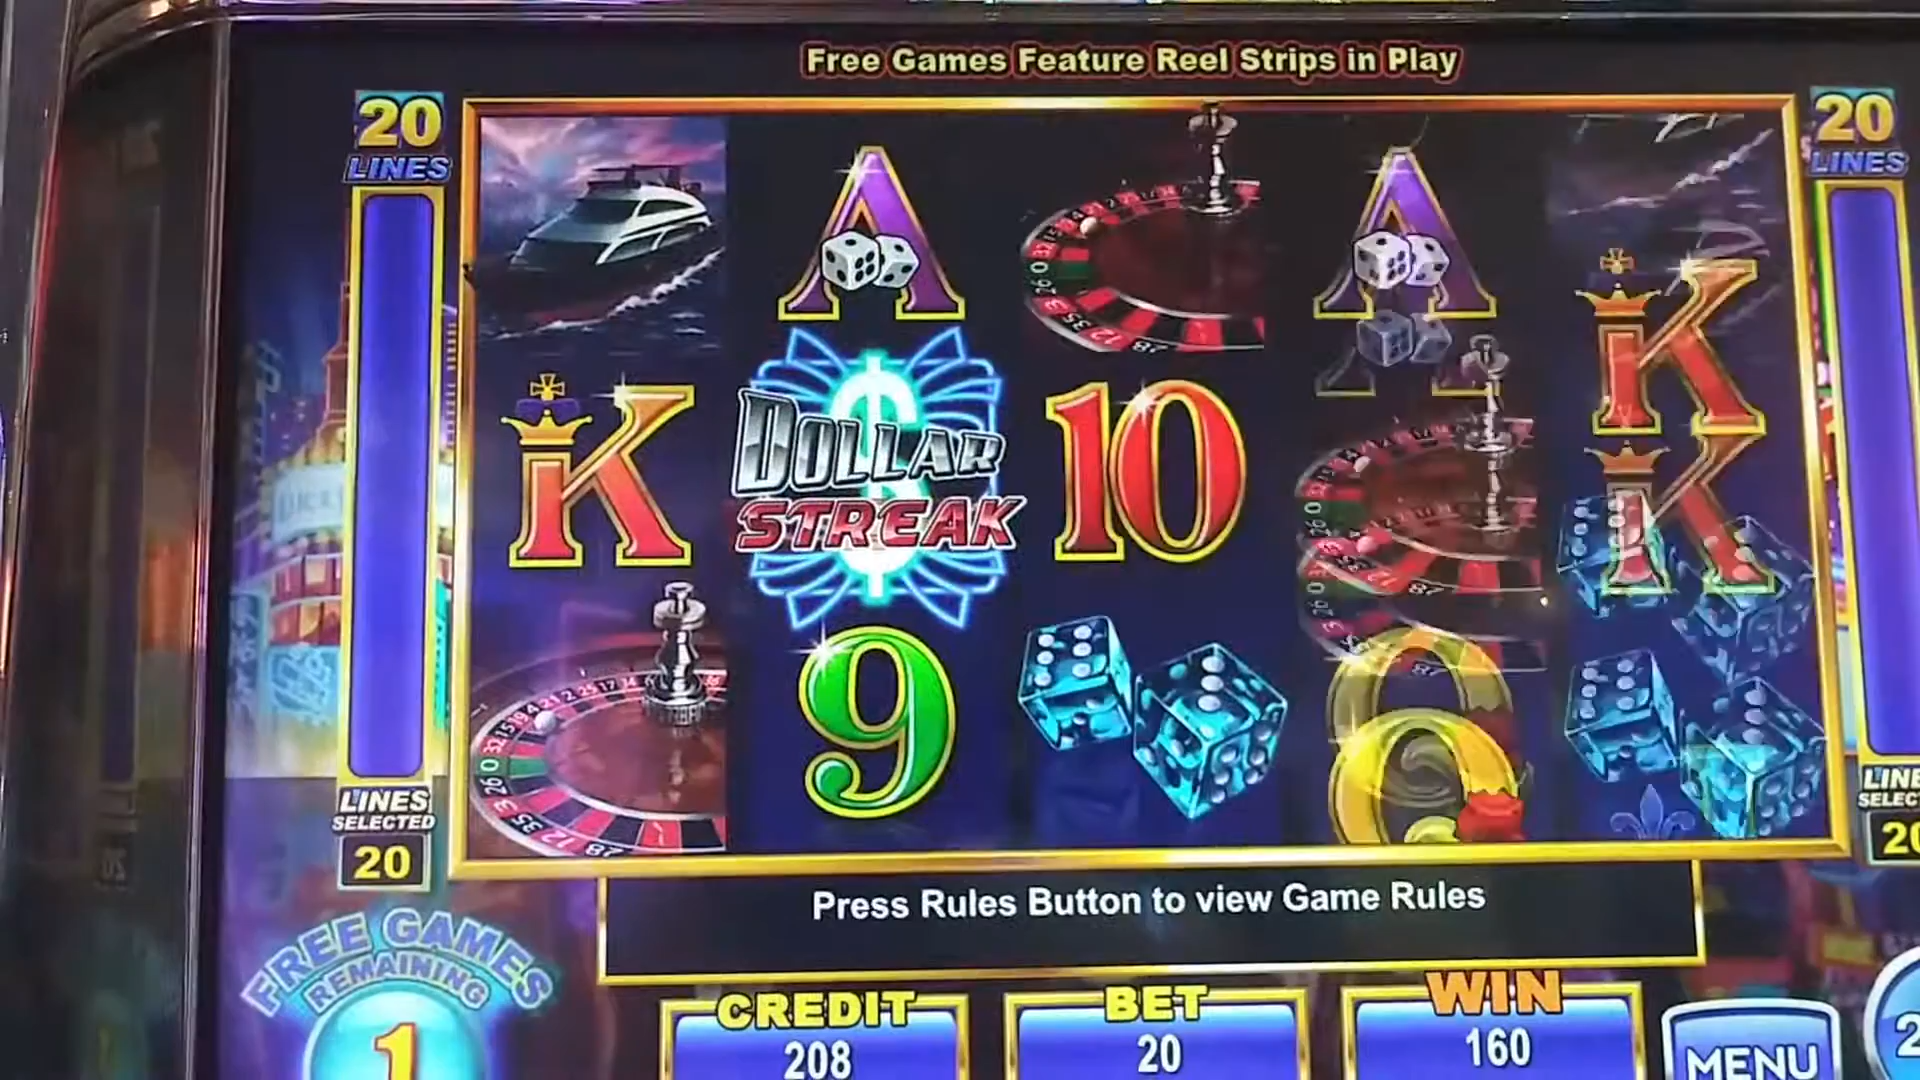 Free Games Feature Reel Strips in Play
20
LINES
20
LINES
A
A
K
K
DOLLAR
STREAK
10
K
9
Q
LINES
SELECTED
20
Press Rules Button to view Game Rules
FREE GAMES
REMAINING
1
CREDIT
208
BET
20
WIN
160
MENU